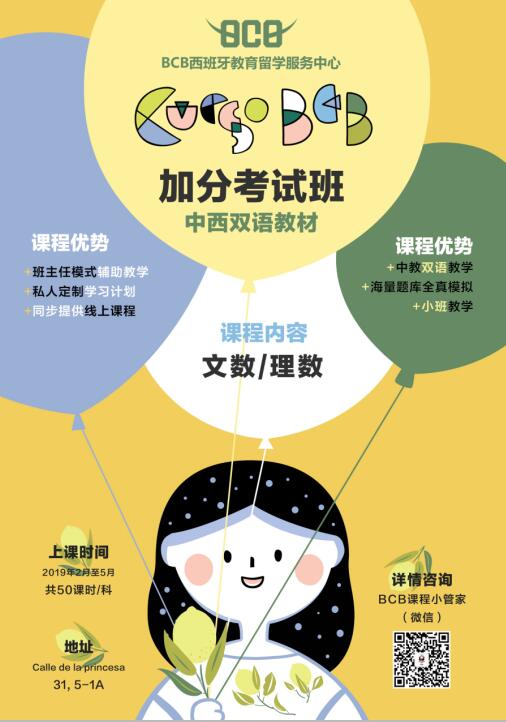 BCB
BCB西班牙教育留学服务中心
CURSO BCB
加分考试班
中西双语教材
课程优势
+班主任模式辅助教学
+私人定制学习计划
+同步提供线上课程
课程优势
+中教双语教学
+海量题库全真模拟
+小班教学
课程内容
文数/理数
上课时间
2019年2月至5月
共50课时/科
地址
Calle de la princesa
31, 5-1A
详情咨询
BCB课程小管家
（微信）